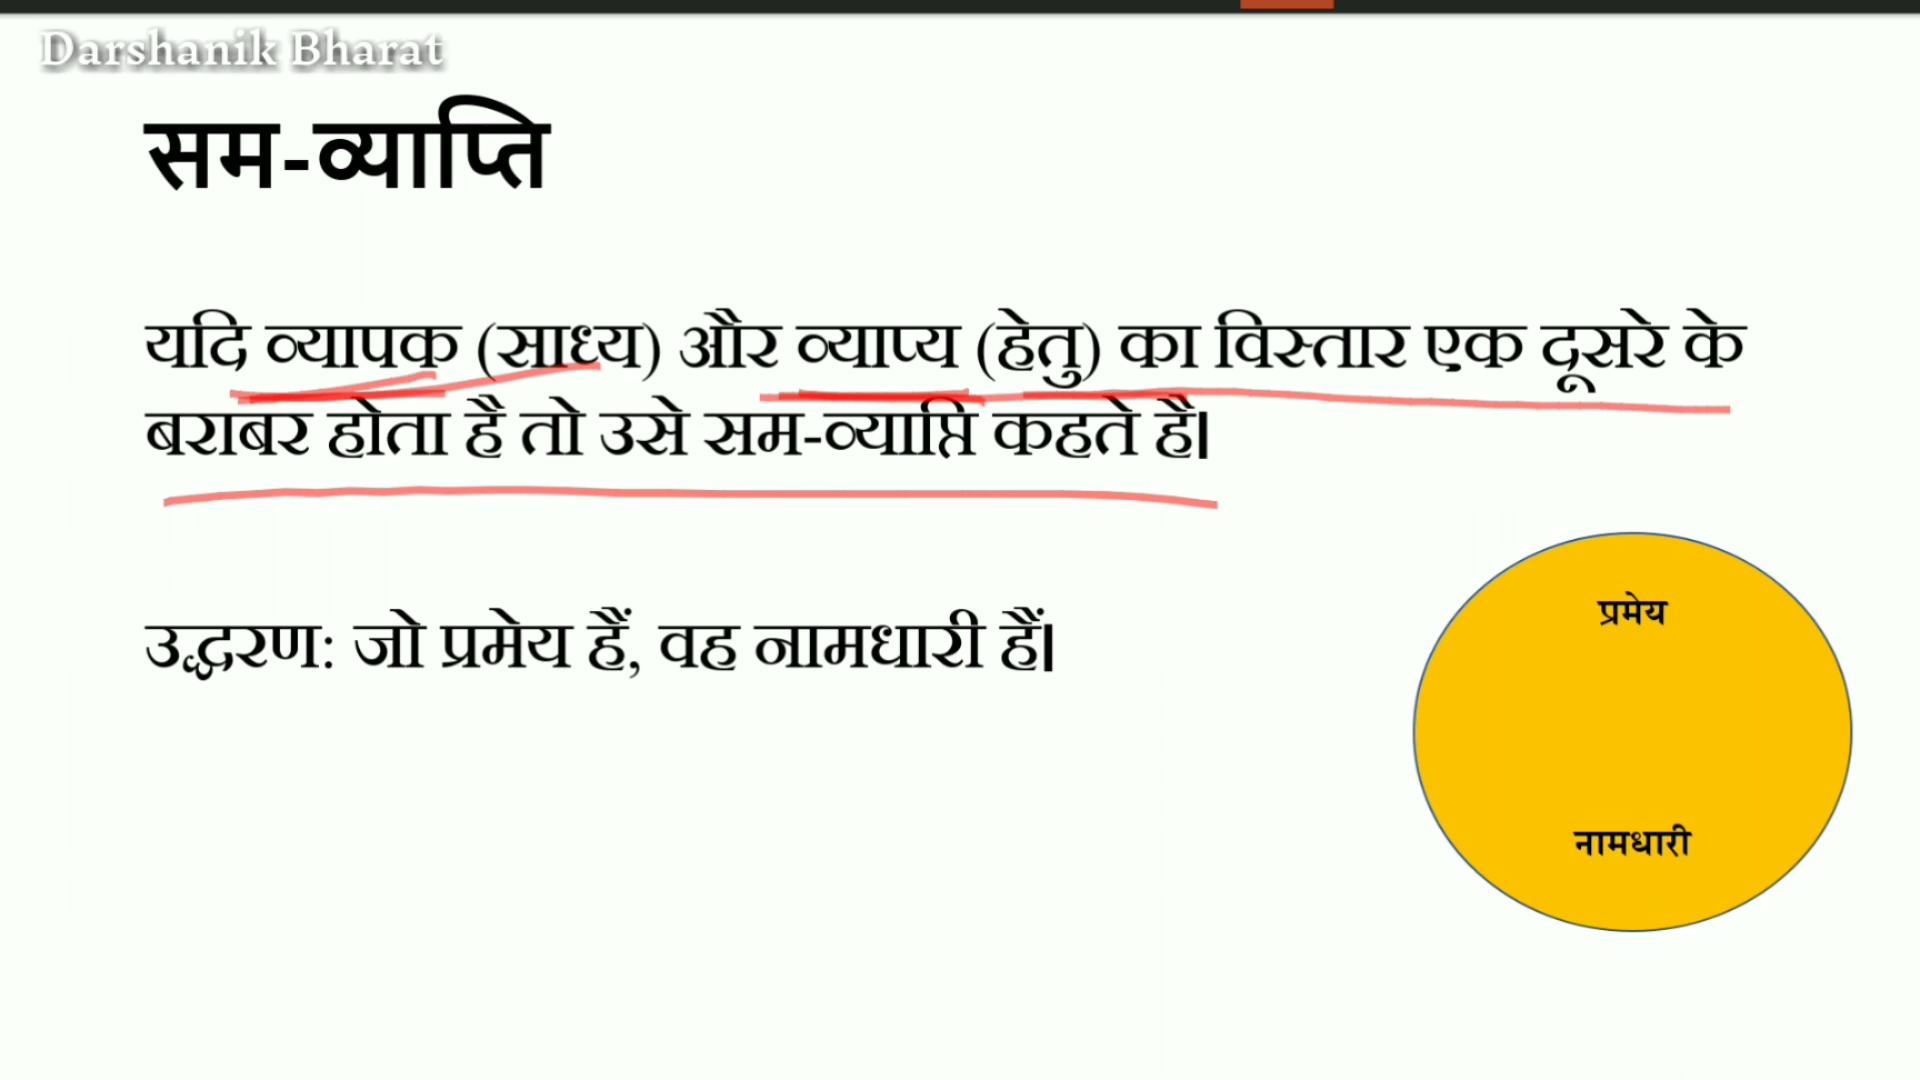 Darshanik Bharat
सम-व्याप्ति
यदि व्यापक (साध्य) और व्याप्य (हेतु) का विस्तार एक दूसरे के
बराबर होता है तो उसे सम-व्याप्ति कहते हैं।
उद्धरण: जो प्रमेय हैं, वह नामधारी हैं।
प्रमेय
नामधारी